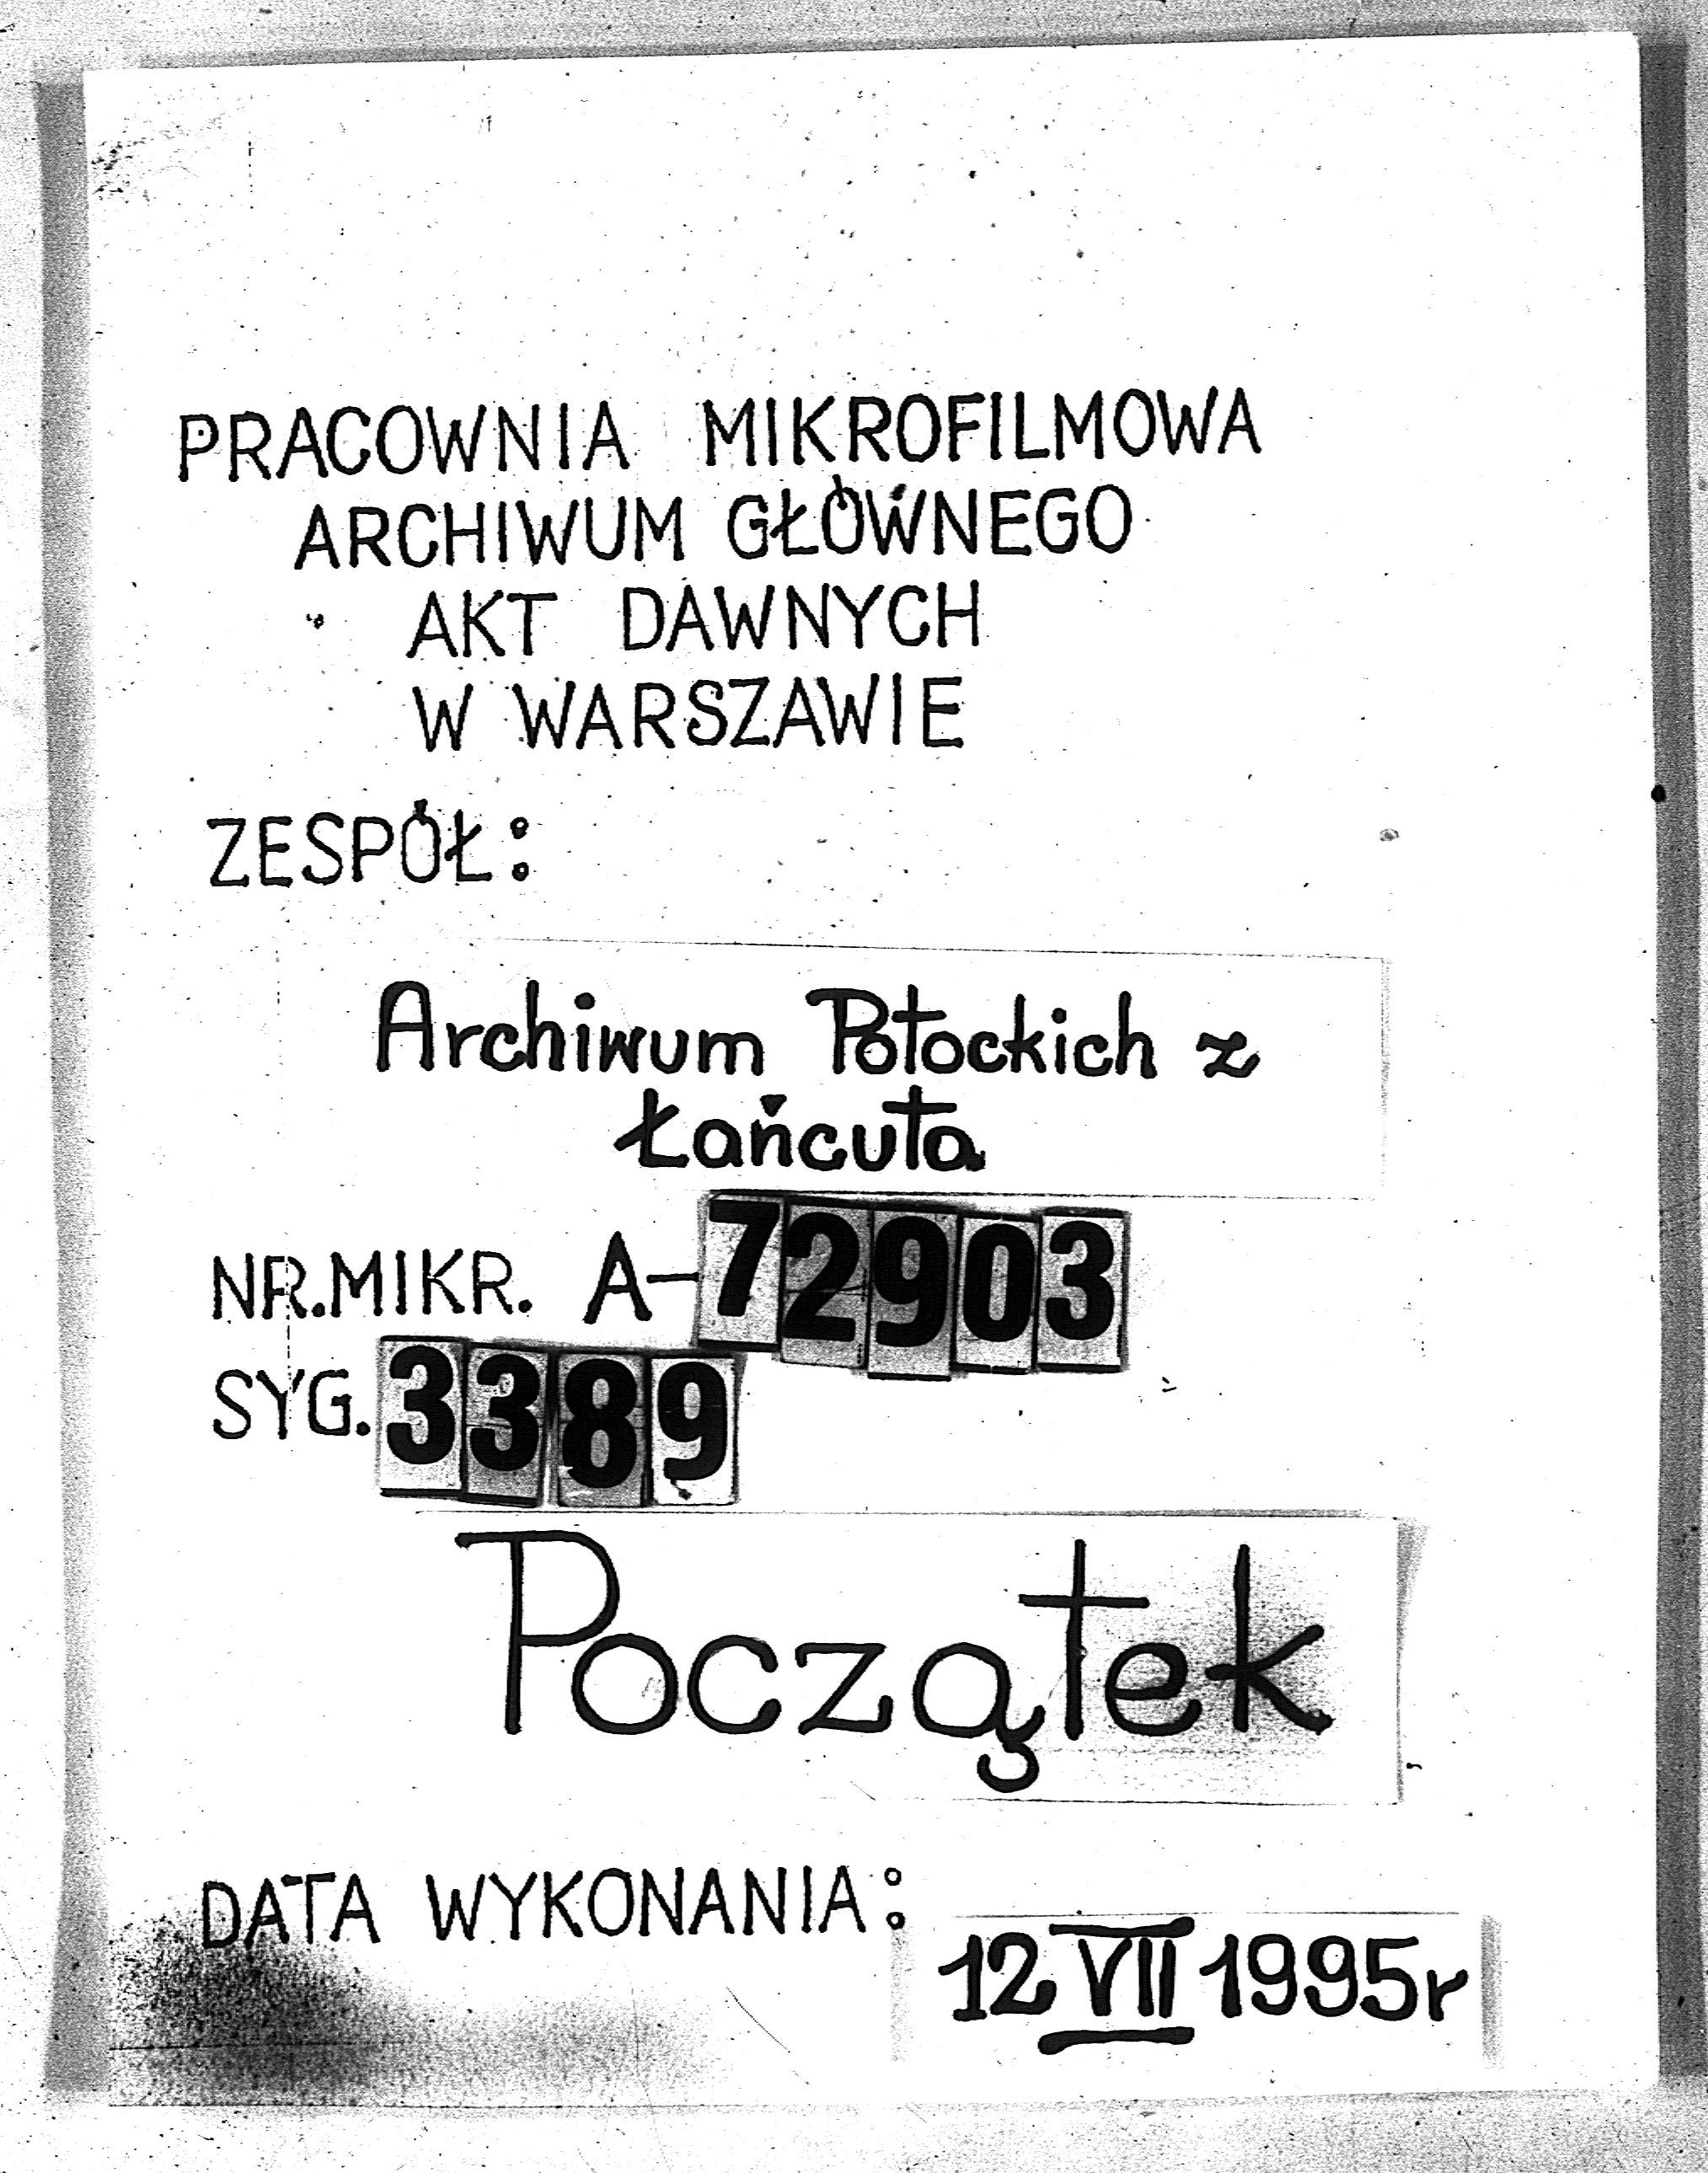 PRACOWNIA MIKROFILMOWA
ARCHIWUM GŁÓWNEGO
AKT DAWNYCH
W WARSZAWIE
ZESPÓŁ:
Archiwum Potockich z
Łańcuta
NR.MIKR. A-72903
SYG. 3389
Początek
DATA WYKONANIA:
12 VII 1995r